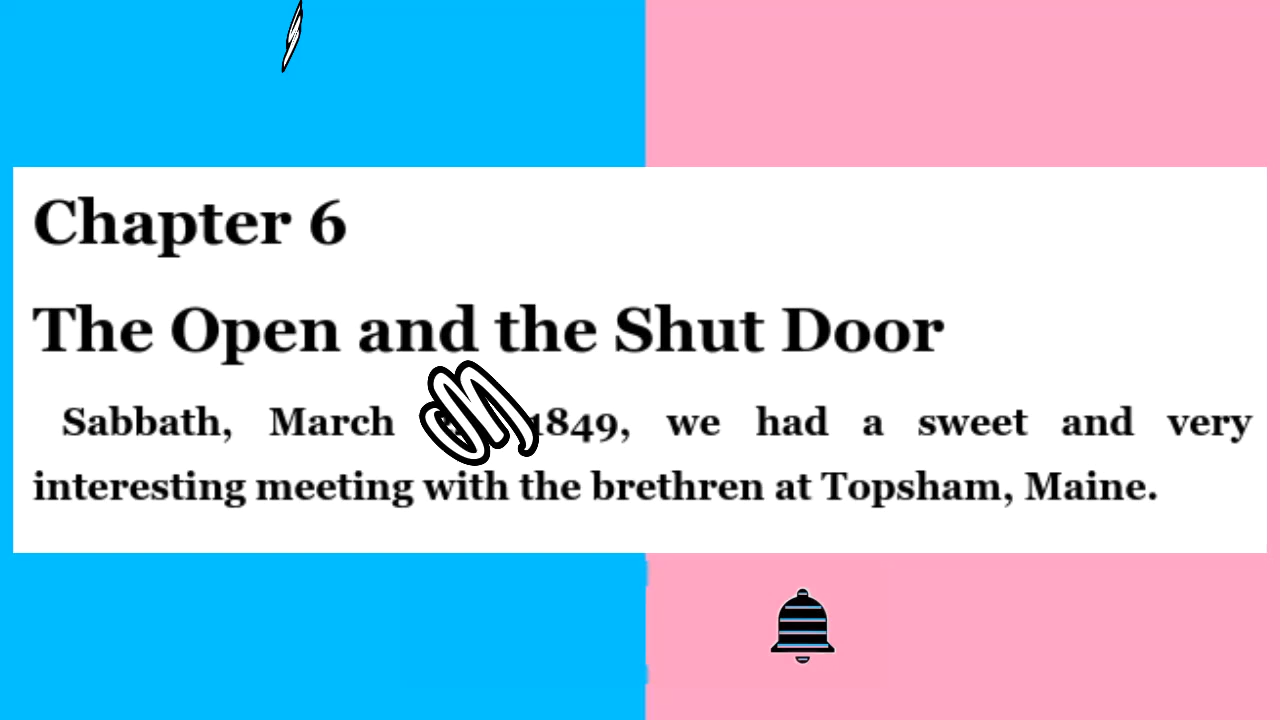 Chapter 6
The Open and the Shut Door
Sabbath, March 1849, we had a sweet and very
interesting meeting with the brethren at Topsham, Maine.